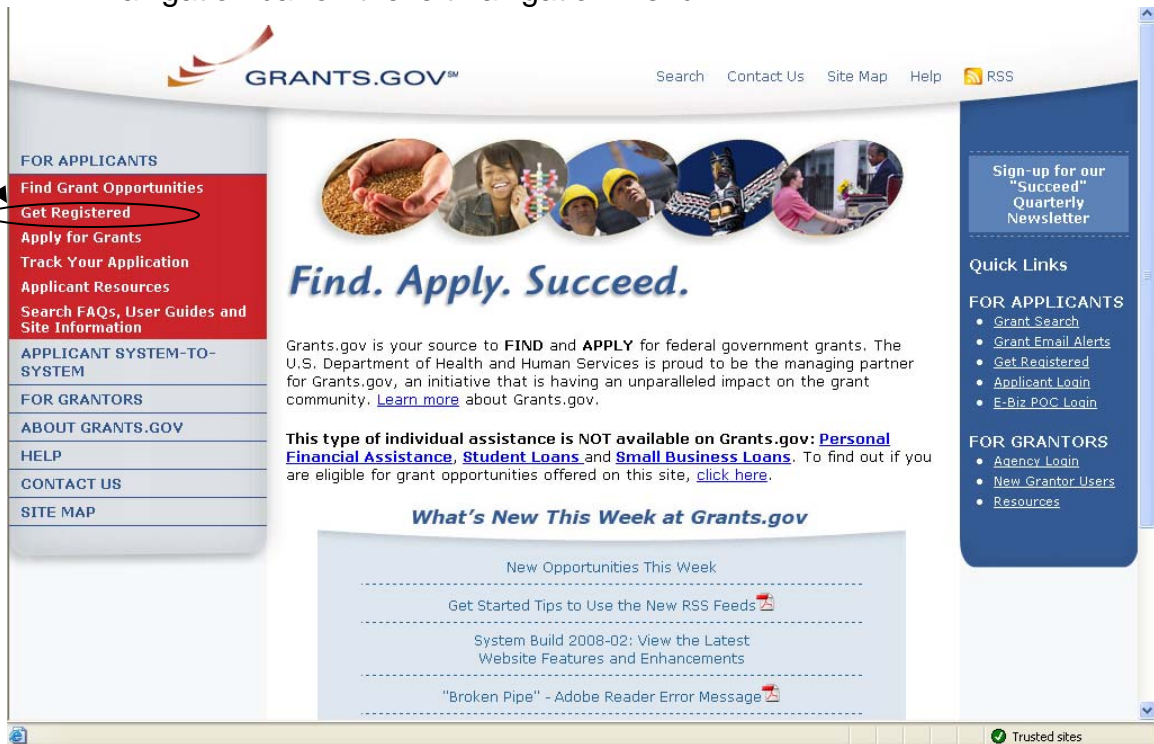 GRANTS.GOV℠
Search Contact Us Site Map Help RSS
FOR APPLICANTS
Find Grant Opportunities
Get Registered
Apply for Grants
Track Your Application
Applicant Resources
Search FAQs, User Guides and
Site Information
APPLICANT SYSTEM-TO-
SYSTEM
FOR GRANTORS
ABOUT GRANTS.GOV
HELP
CONTACT US
SITE MAP
Find. Apply. Succeed.
Grants.gov is your source to FIND and APPLY for federal government grants. The
U.S. Department of Health and Human Services is proud to be the managing partner
for Grants.gov, an initiative that is having an unparalleled impact on the grant
community. Learn more about Grants.gov.
This type of individual assistance is NOT available on Grants.gov: Personal
Financial Assistance, Student Loans and Small Business Loans. To find out if you
are eligible for grant opportunities offered on this site, click here.
What's New This Week at Grants.gov
New Opportunities This Week
Get Started Tips to Use the New RSS Feeds
System Build 2008-02: View the Latest
Website Features and Enhancements
"Broken Pipe" - Adobe Reader Error Message
Sign-up for our
"Succeed"
Quarterly
Newsletter
Quick Links
FOR APPLICANTS
Grant Search
Grant Email Alerts
Get Registered
Applicant Login
E-Biz POC Login
FOR GRANTORS
Agency Login
New Grantor Users
Resources
Trusted sites